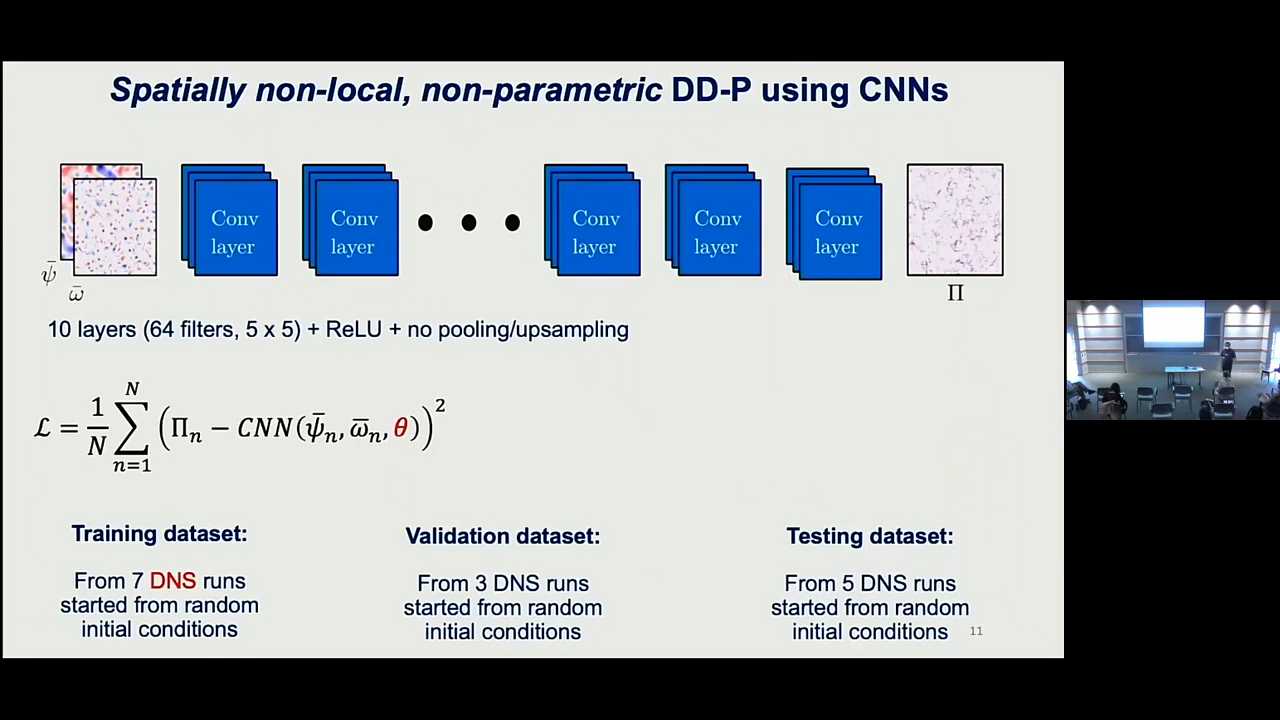 Spatially non-local, non-parametric DD-P using CNNs
Conv layer
Conv layer
• • •
Conv layer
Conv layer
Conv layer
ψ̄
ω̄
Π
10 layers (64 filters, 5 x 5) + ReLU + no pooling/upsampling
ℒ = 1/N ∑_{n=1}^{N} (Π_n − CNN(ψ̄_n, ω̄_n, θ))^2
Training dataset:
From 7 DNS runs
started from random
initial conditions
Validation dataset:
From 3 DNS runs
started from random
initial conditions
Testing dataset:
From 5 DNS runs
started from random
initial conditions
11